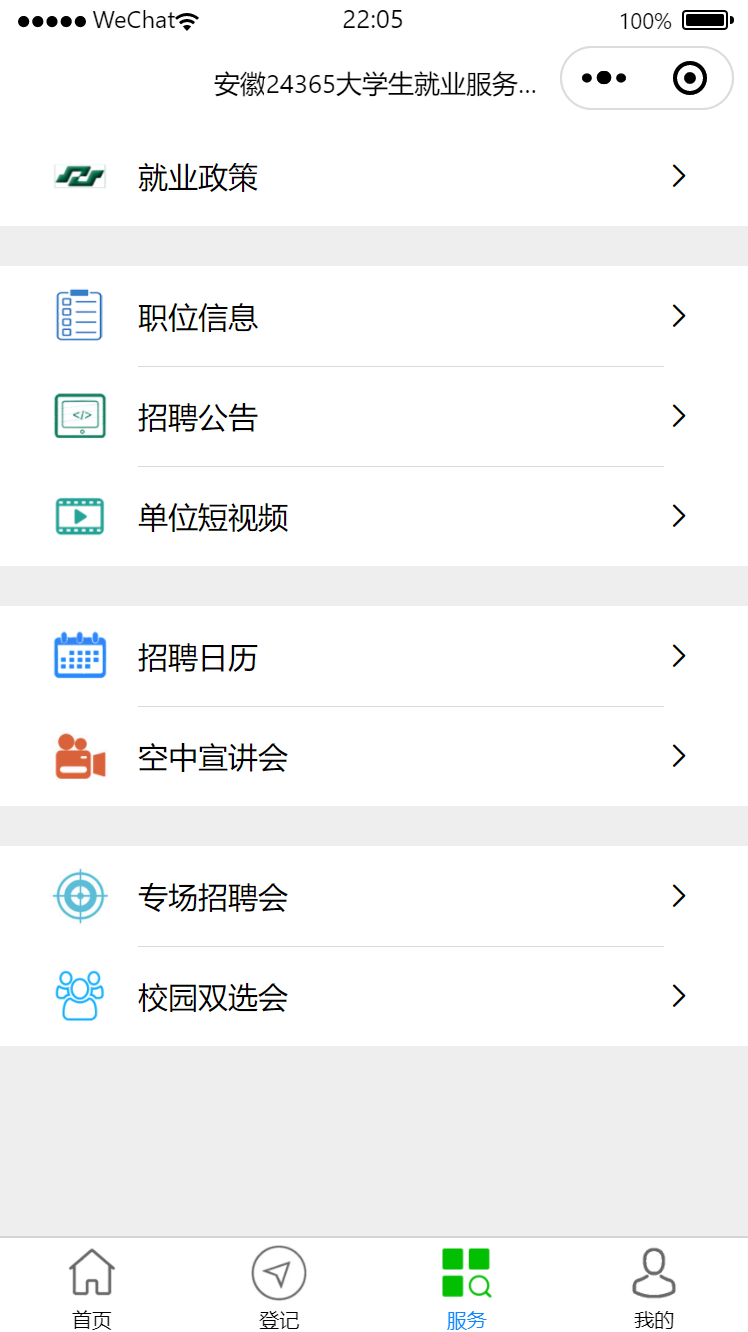 ●●●●● WeChat 22:05 100%
安徽24365大学生就业服务...
就业政策
职位信息
招聘公告
</>
单位短视频
招聘日历
空中宣讲会
专场招聘会
校园双选会
首页 登记 服务 我的